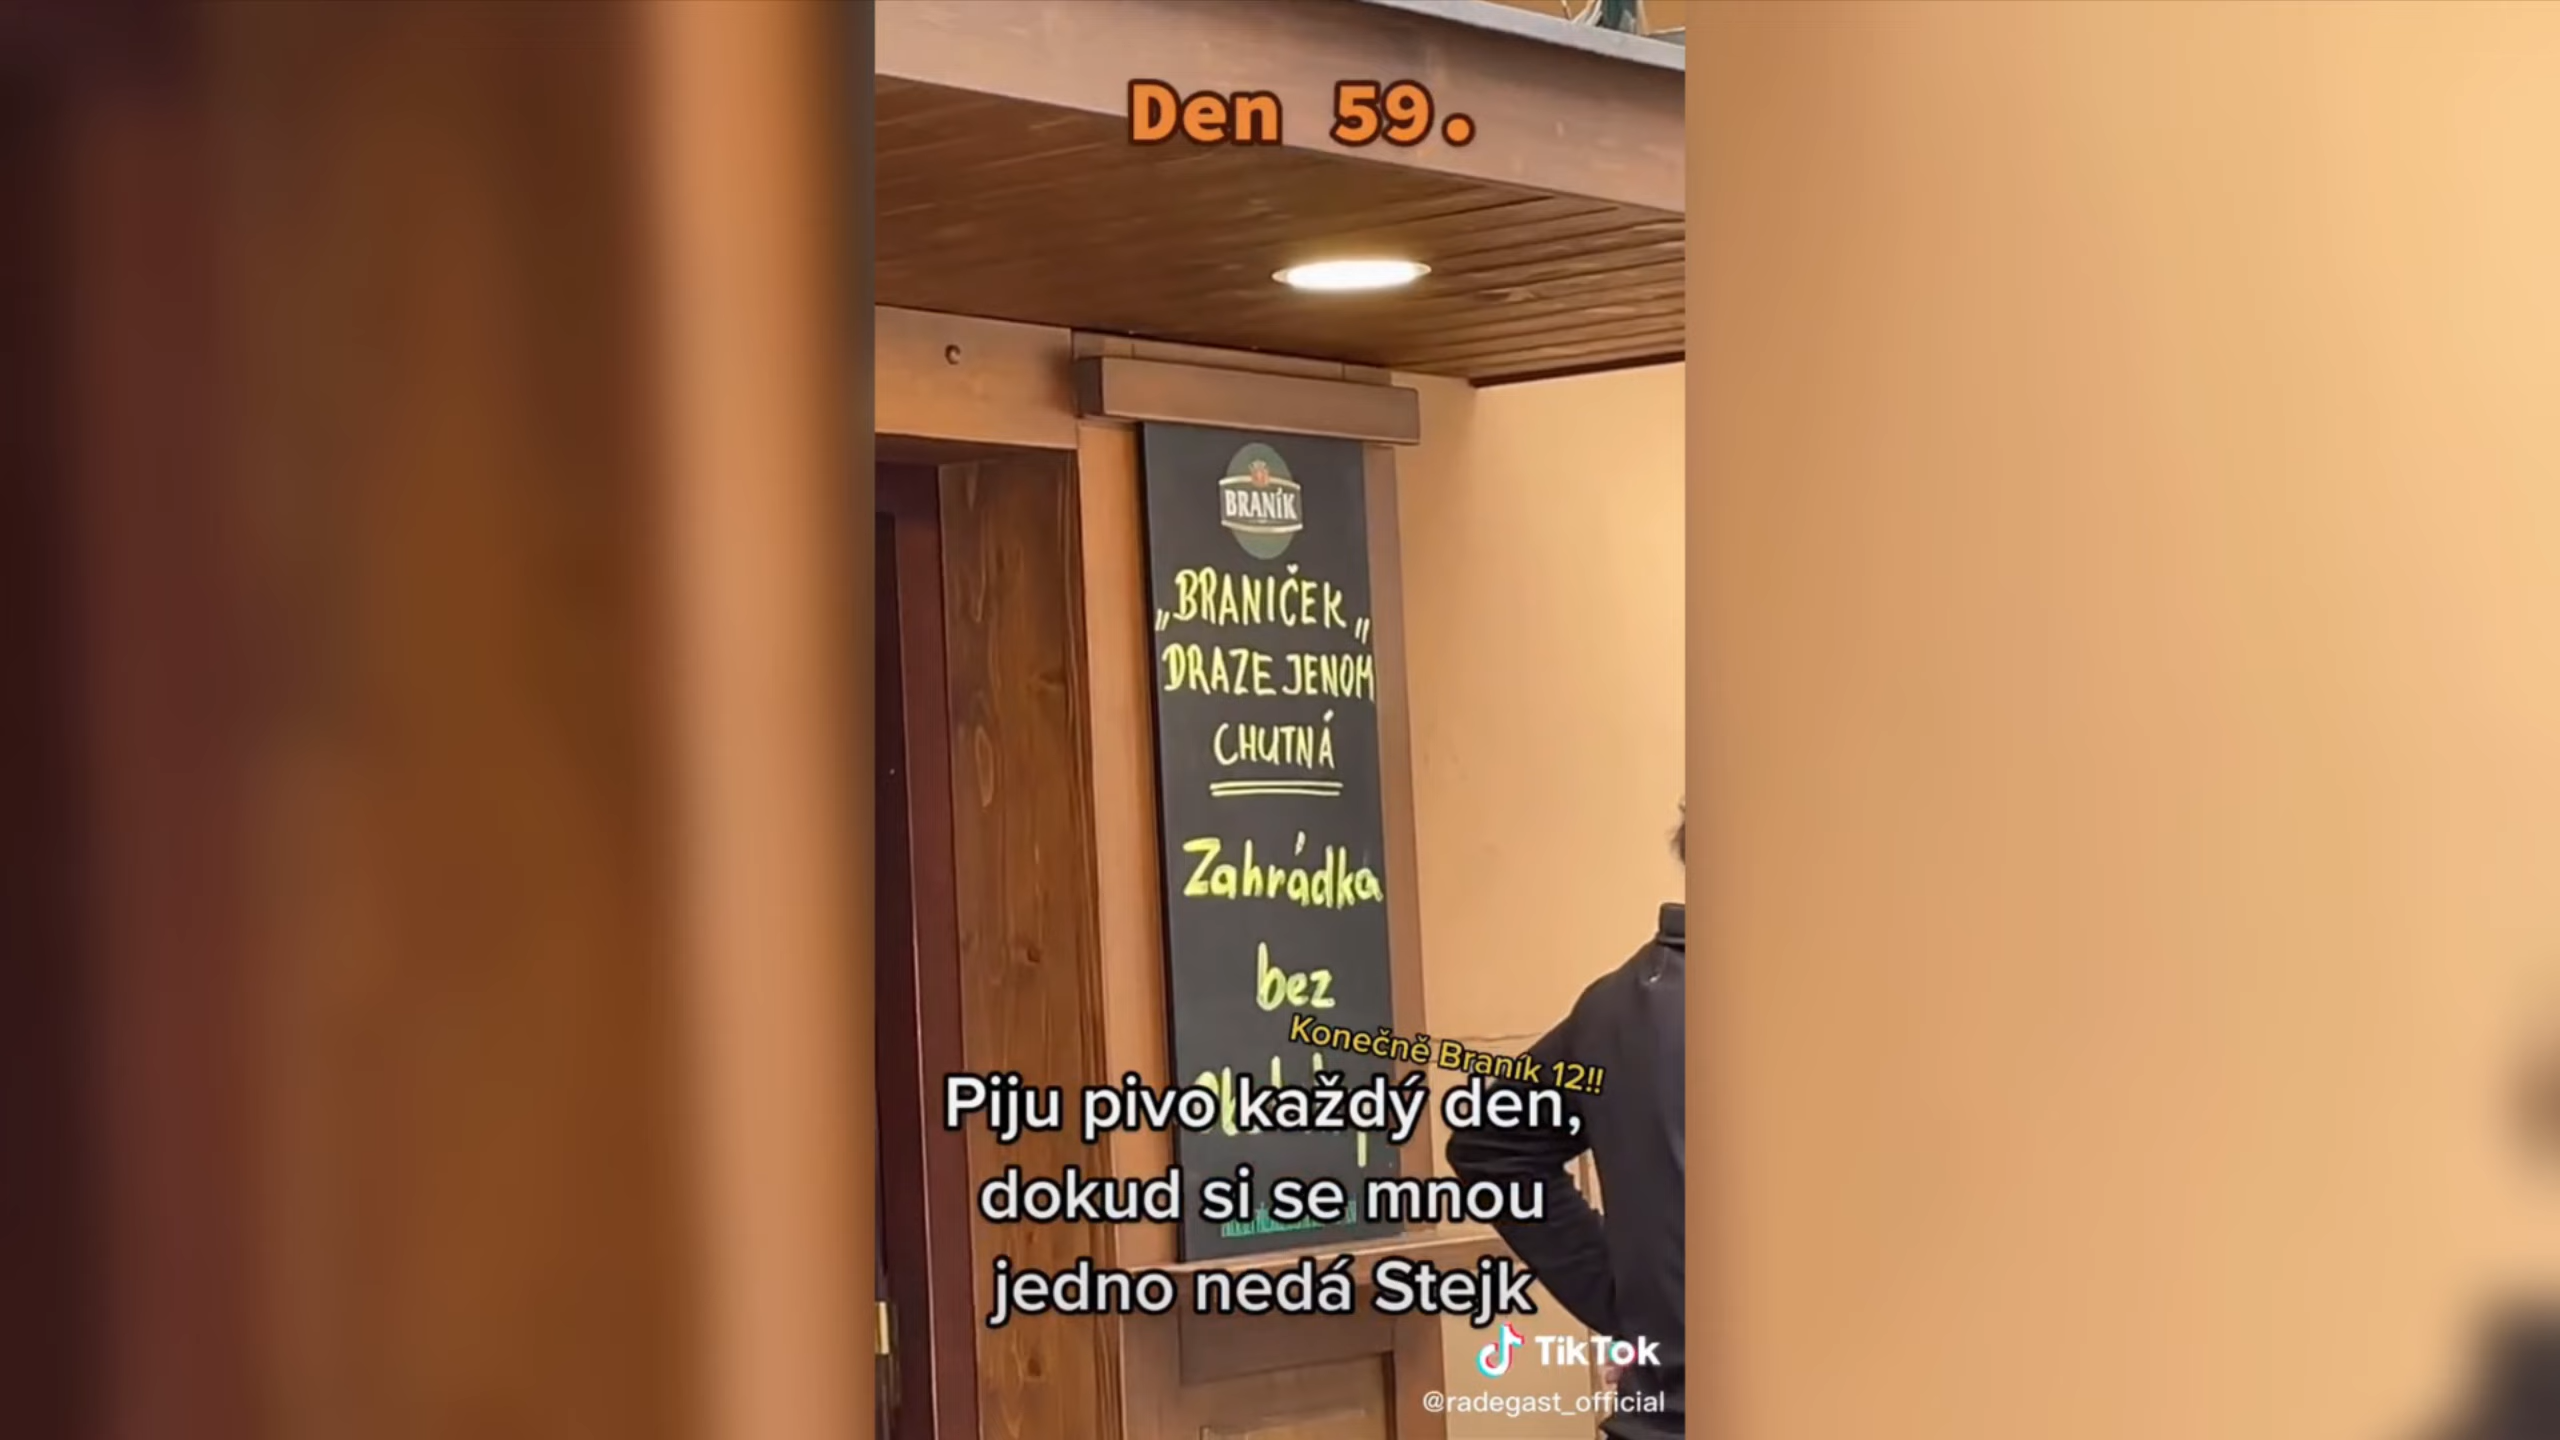 Den 59.
BRANÍK
„BRANIČEK„
DRAZE JENOM
CHUTNÁ
Zahrádka
bez
Konečně Braník 12!!
Piju pivo každý den,
dokud si se mnou
jedno nedá Stejk
TikTok
@radegast_official